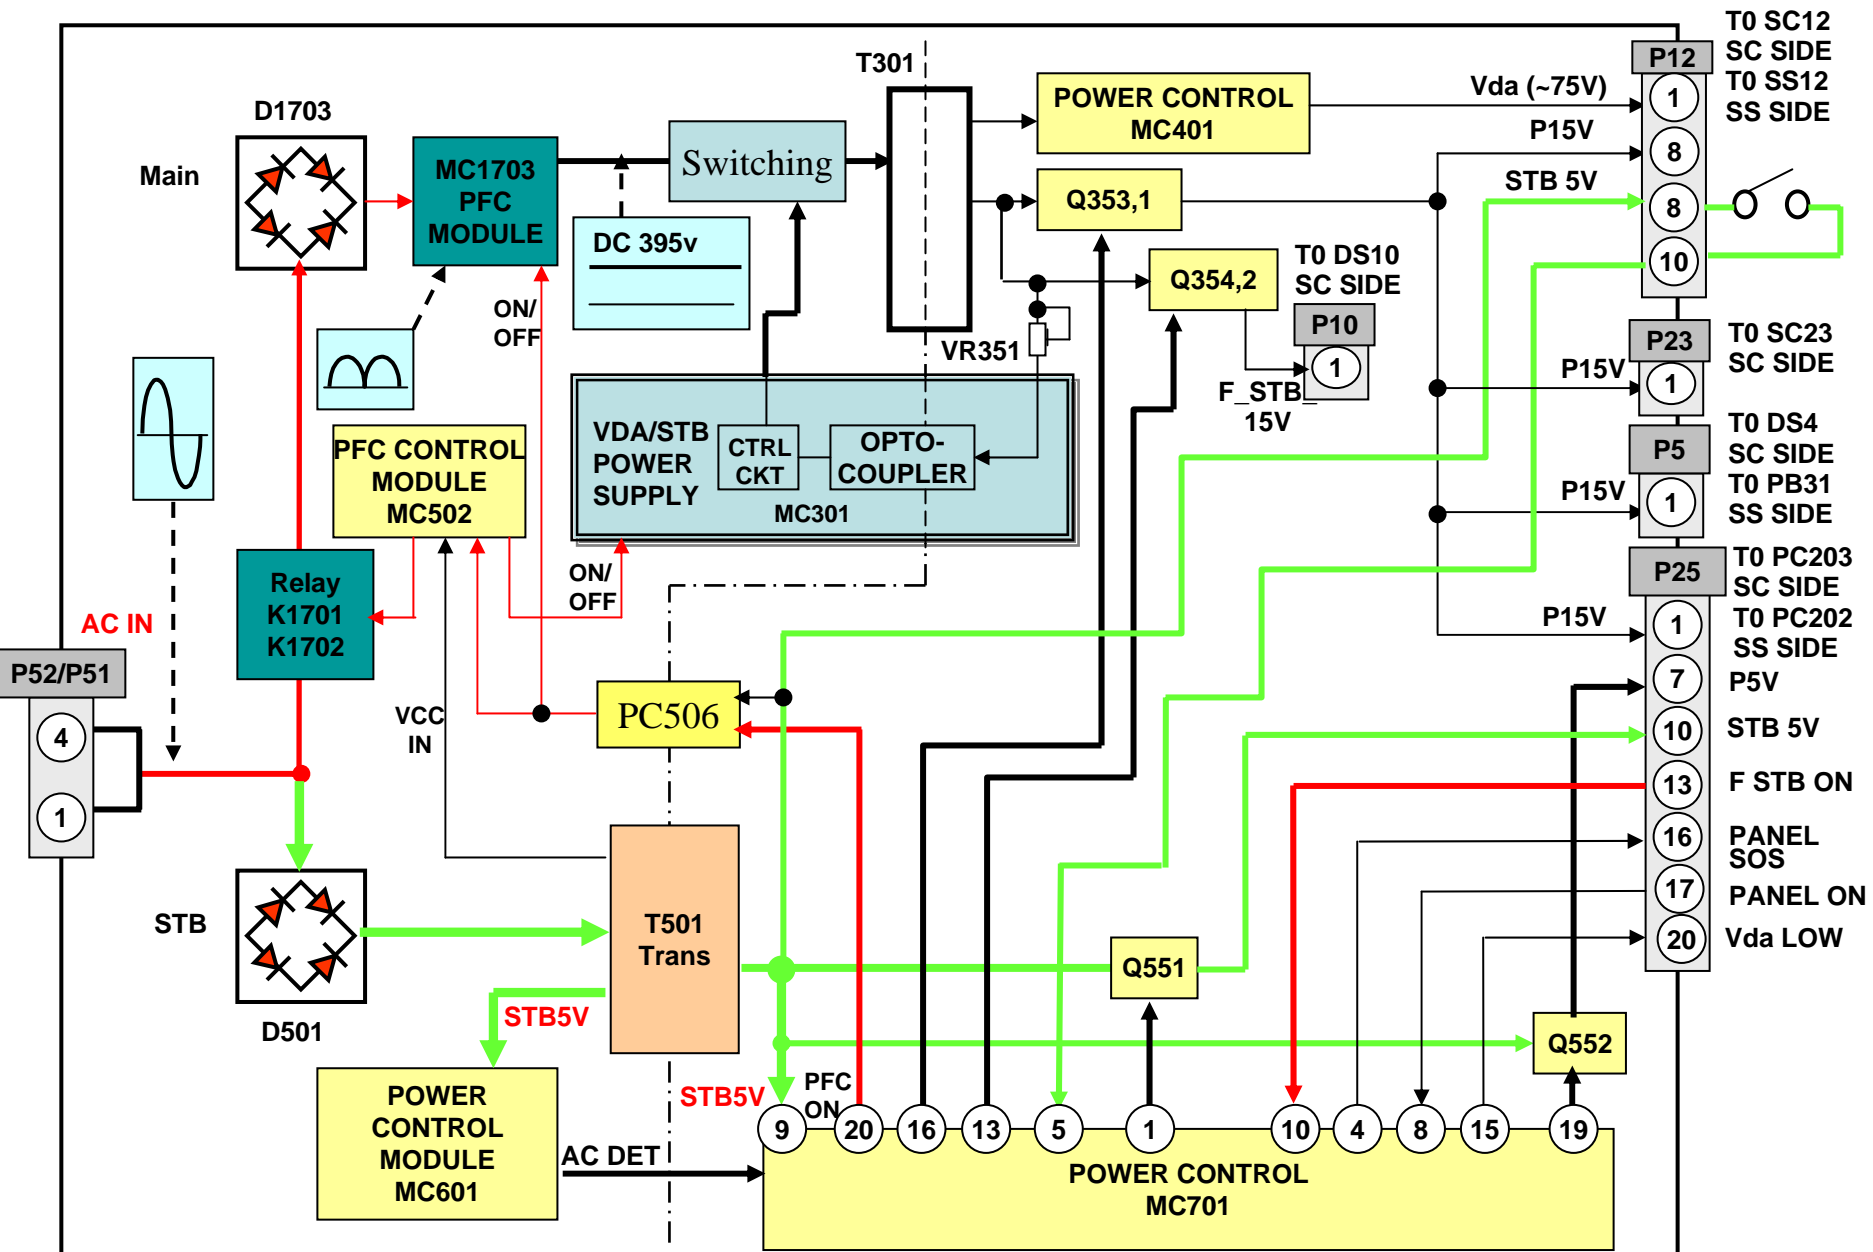 T0 SC12
SC SIDE
T0 SS12
SS SIDE
P12
1
8
8
10
Vda (~75V)
P15V
STB 5V
T301
POWER CONTROL
MC401
D1703
Main
MC1703
PFC
MODULE
Switching
Q353,1
DC 395v
Q354,2
T0 DS10
SC SIDE
P10
1
F_STB_
15V
ON/
OFF
VR351
P23
1
P15V
T0 SC23
SC SIDE
P5
1
P15V
T0 DS4
SC SIDE
T0 PB31
SS SIDE
VDA/STB
POWER
SUPPLY
CTRL
CKT
OPTO-
COUPLER
MC301
PFC CONTROL
MODULE
MC502
ON/
OFF
Relay
K1701
K1702
AC IN
P52/P51
4
1
VCC
IN
PC506
P25
T0 PC203
SC SIDE
T0 PC202
SS SIDE
P15V
1
7
P5V
10
STB 5V
13
F STB ON
16
PANEL
SOS
17
PANEL ON
20
Vda LOW
STB
D501
T501
Trans
STB5V
Q551
Q552
POWER
CONTROL
MODULE
MC601
AC DET
STB5V
PFC
ON
9
20
16
13
5
1
10
4
8
15
19
POWER CONTROL
MC701